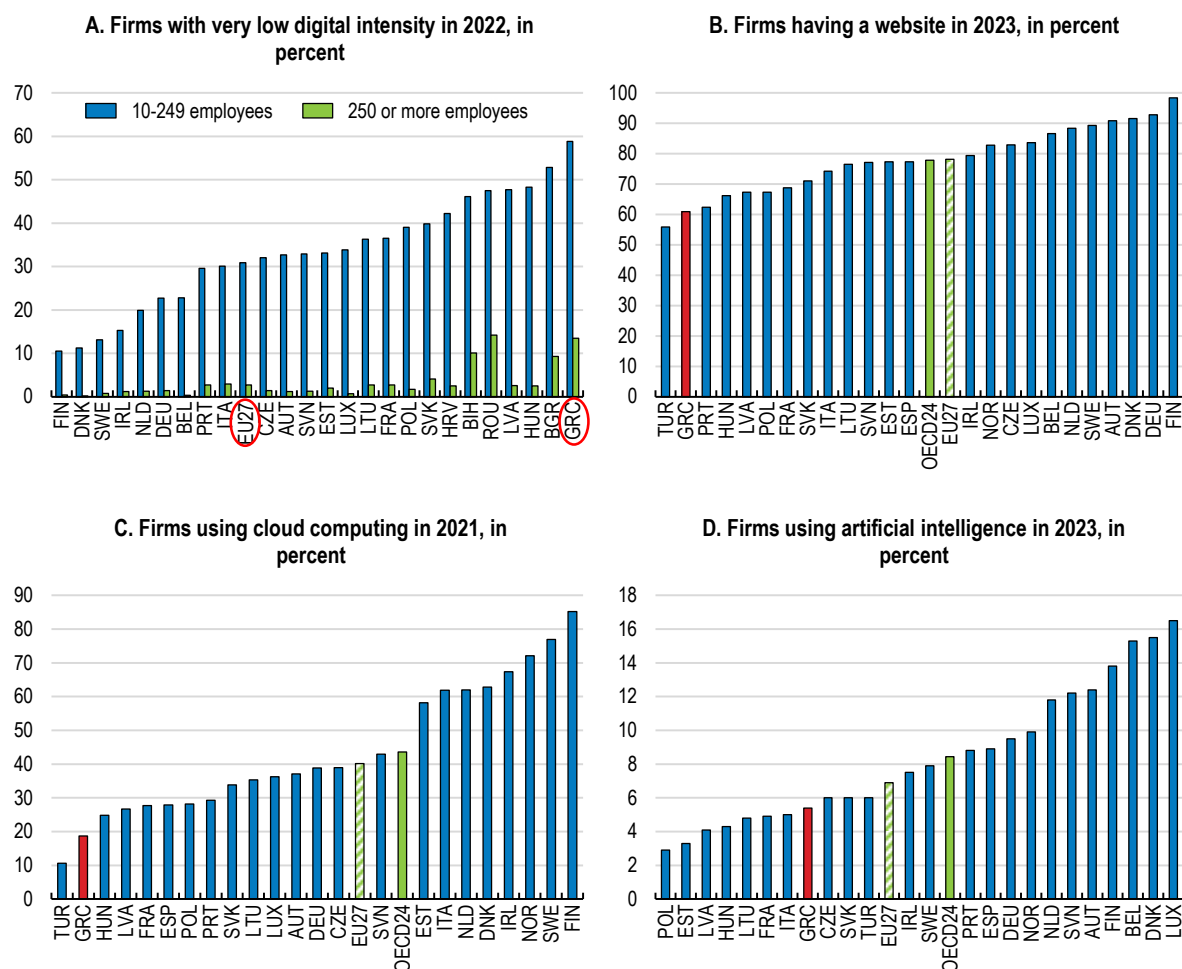 A. Firms with very low digital intensity in 2022, in
percent
70
60
50
40
30
20
10
0
10-249 employees
250 or more employees
FIN
DNK
SWE
IRL
NLD
DEU
BEL
PRT
ITA
EU27
CZE
AUT
SVN
EST
LUX
LTU
FRA
POL
SVK
HRV
BIH
ROU
LVA
HUN
BGR
GRC
B. Firms having a website in 2023, in percent
100
90
80
70
60
50
40
30
20
10
0
TUR
GRC
PRT
HUN
LVA
POL
FRA
SVK
ITA
LTU
SVN
EST
ESP
OECD24
EU27
IRL
NOR
CZE
LUX
BEL
NLD
SWE
AUT
DNK
DEU
FIN
C. Firms using cloud computing in 2021, in
percent
90
80
70
60
50
40
30
20
10
0
TUR
GRC
HUN
LVA
FRA
ESP
POL
PRT
SVK
LTU
LUX
AUT
DEU
CZE
EU27
SVN
OECD24
EST
ITA
NLD
DNK
IRL
NOR
SWE
FIN
D. Firms using artificial intelligence in 2023, in
percent
18
16
14
12
10
8
6
4
2
0
POL
EST
LVA
HUN
LTU
FRA
ITA
GRC
CZE
SVK
TUR
EU27
IRL
SWE
OECD24
PRT
ESP
DEU
NOR
NLD
SVN
AUT
FIN
BEL
DNK
LUX